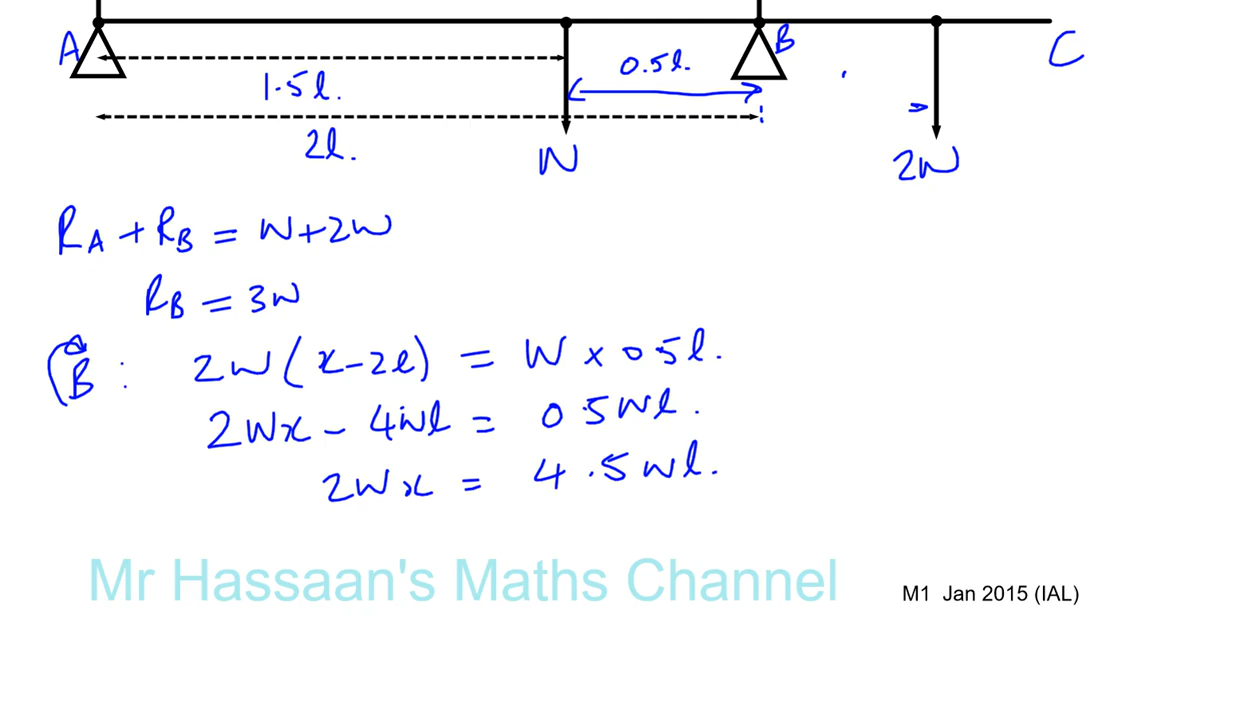 A
B
C
0.5l.
1.5l.
2l.
W
2W
R_A + R_B = W+2W
R_B = 3W
B : 2W(x-2l) = W x 0.5l.
2Wx - 4Wl = 0.5Wl.
2Wx = 4.5Wl.
Mr Hassaan's Maths Channel
M1 Jan 2015 (IAL)